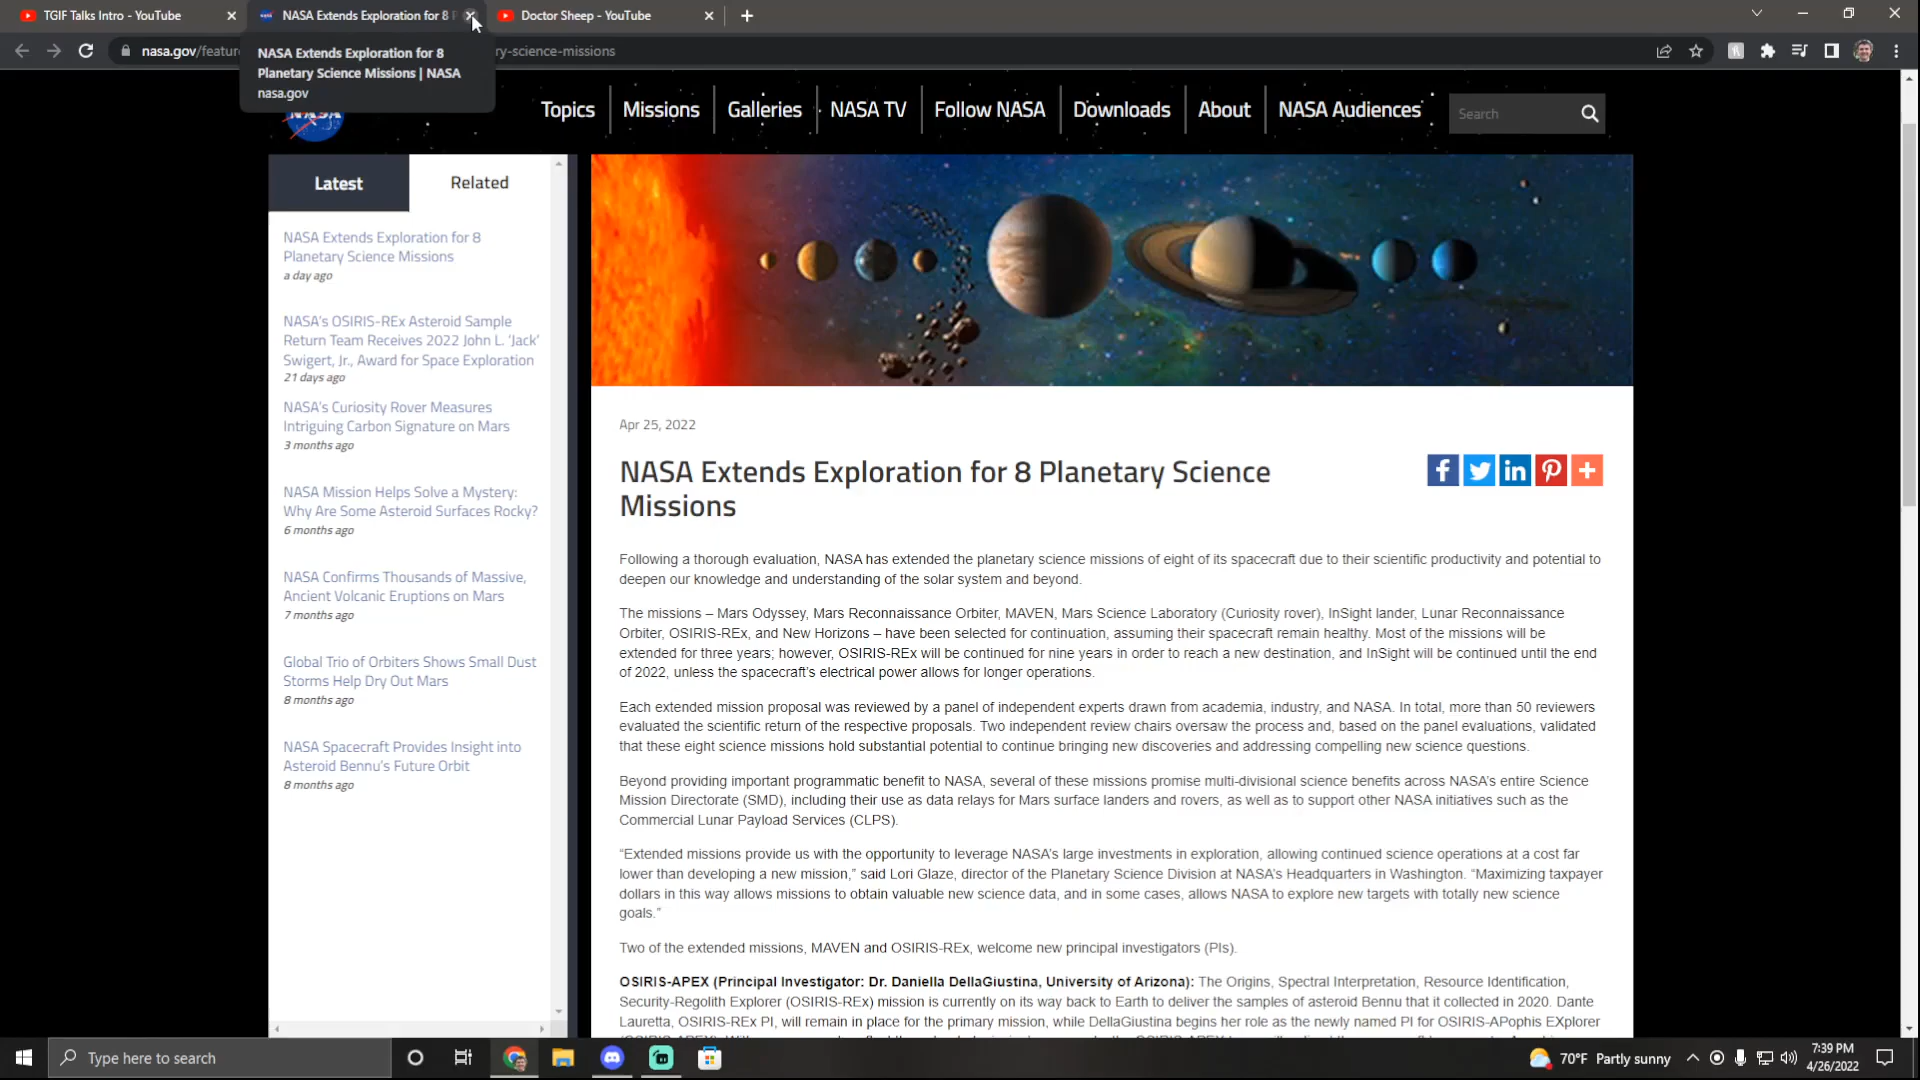 TGIF Talks Intro - YouTube
NASA Extends Exploration for 8
Doctor Sheep - YouTube
nasa.gov/featur
ry-science-missions
NASA Extends Exploration for 8
Planetary Science Missions | NASA
nasa.gov
NASA
Topics
Missions
Galleries
NASA TV
Follow NASA
Downloads
About
NASA Audiences
Search
Latest
Related
NASA Extends Exploration for 8
Planetary Science Missions
a day ago
NASA's OSIRIS-REx Asteroid Sample
Return Team Receives 2022 John L. 'Jack'
Swigert, Jr., Award for Space Exploration
21 days ago
NASA's Curiosity Rover Measures
Intriguing Carbon Signature on Mars
3 months ago
NASA Mission Helps Solve a Mystery:
Why Are Some Asteroid Surfaces Rocky?
6 months ago
NASA Confirms Thousands of Massive,
Ancient Volcanic Eruptions on Mars
7 months ago
Global Trio of Orbiters Shows Small Dust
Storms Help Dry Out Mars
8 months ago
NASA Spacecraft Provides Insight into
Asteroid Bennu's Future Orbit
8 months ago
Apr 25, 2022
NASA Extends Exploration for 8 Planetary Science
Missions
Following a thorough evaluation, NASA has extended the planetary science missions of eight of its spacecraft due to their scientific productivity and potential to
deepen our knowledge and understanding of the solar system and beyond.
The missions – Mars Odyssey, Mars Reconnaissance Orbiter, MAVEN, Mars Science Laboratory (Curiosity rover), InSight lander, Lunar Reconnaissance
Orbiter, OSIRIS-REx, and New Horizons – have been selected for continuation, assuming their spacecraft remain healthy. Most of the missions will be
extended for three years; however, OSIRIS-REx will be continued for nine years in order to reach a new destination, and InSight will be continued until the end
of 2022, unless the spacecraft's electrical power allows for longer operations.
Each extended mission proposal was reviewed by a panel of independent experts drawn from academia, industry, and NASA. In total, more than 50 reviewers
evaluated the scientific return of the respective proposals. Two independent review chairs oversaw the process and, based on the panel evaluations, validated
that these eight science missions hold substantial potential to continue bringing new discoveries and addressing compelling new science questions.
Beyond providing important programmatic benefit to NASA, several of these missions promise multi-divisional science benefits across NASA's entire Science
Mission Directorate (SMD), including their use as data relays for Mars surface landers and rovers, as well as to support other NASA initiatives such as the
Commercial Lunar Payload Services (CLPS).
“Extended missions provide us with the opportunity to leverage NASA's large investments in exploration, allowing continued science operations at a cost far
lower than developing a new mission,” said Lori Glaze, director of the Planetary Science Division at NASA's Headquarters in Washington. “Maximizing taxpayer
dollars in this way allows missions to obtain valuable new science data, and in some cases, allows NASA to explore new targets with totally new science
goals.”
Two of the extended missions, MAVEN and OSIRIS-REx, welcome new principal investigators (PIs).
OSIRIS-APEX (Principal Investigator: Dr. Daniella DellaGiustina, University of Arizona): The Origins, Spectral Interpretation, Resource Identification,
Security-Regolith Explorer (OSIRIS-REx) mission is currently on its way back to Earth to deliver the samples of asteroid Bennu that it collected in 2020. Dante
Lauretta, OSIRIS-REx PI, will remain in place for the primary mission, while DellaGiustina begins her role as the newly named PI for OSIRIS-APophis EXplorer
Type here to search
70°F Partly sunny
7:39 PM
4/26/2022